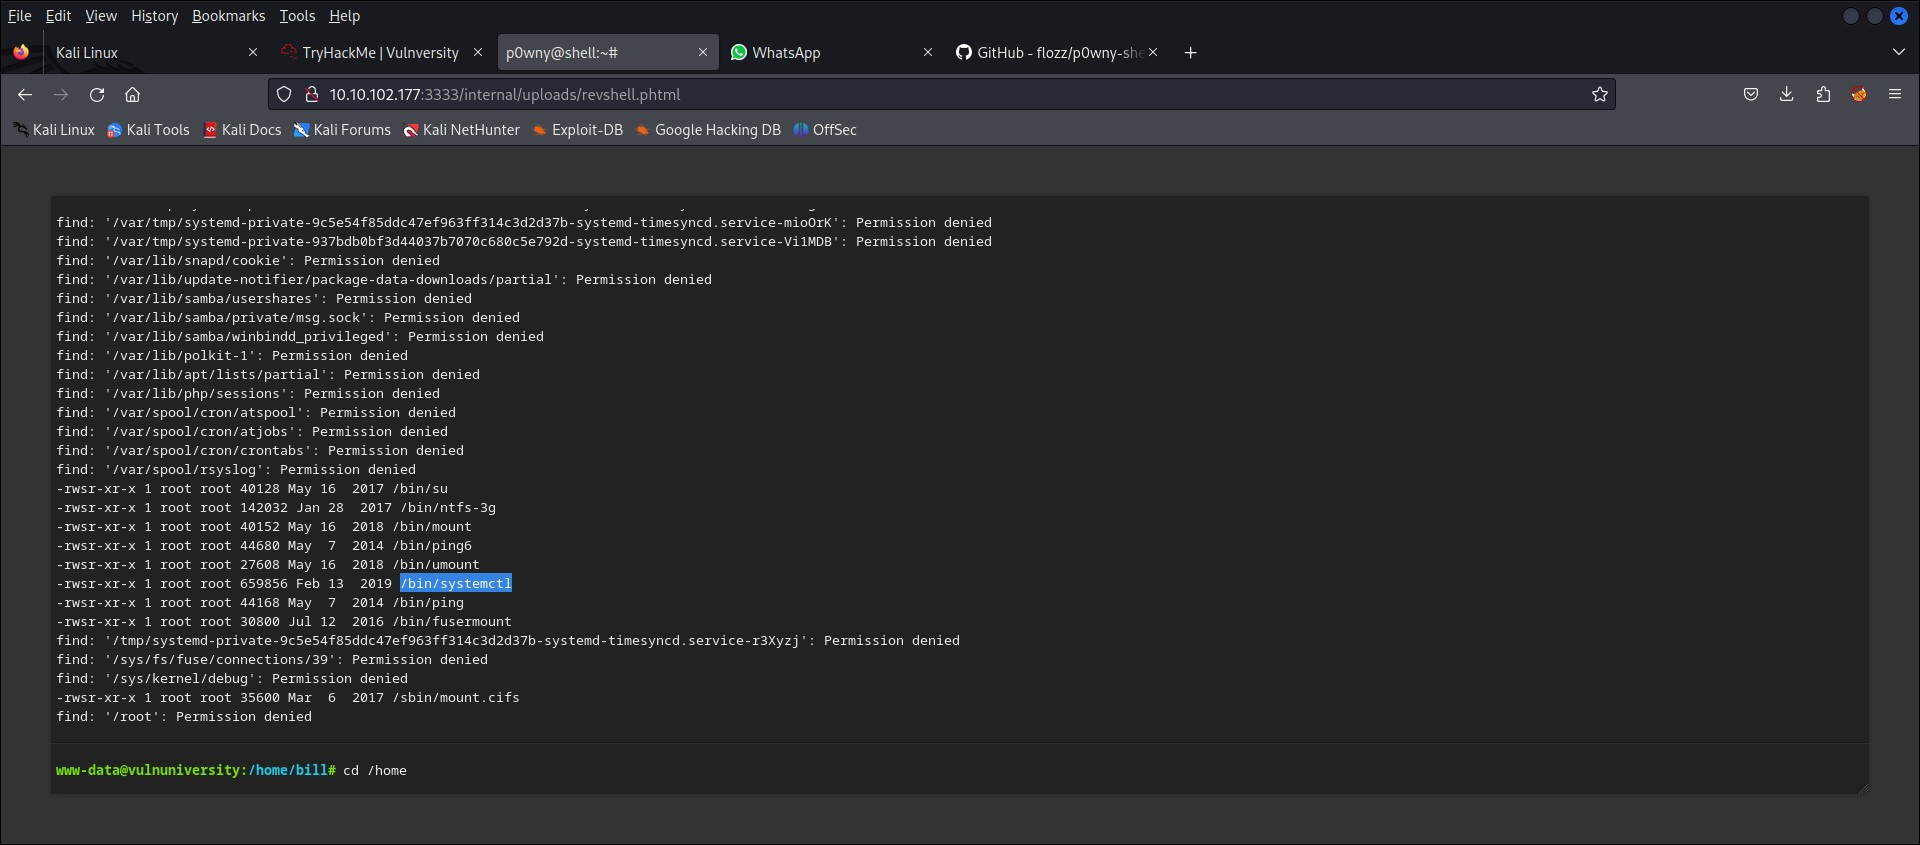 File Edit View History Bookmarks Tools Help
Kali Linux
TryHackMe | Vulnversity
p0wny@shell:~#
WhatsApp
GitHub - flozz/p0wny-she
10.10.102.177:3333/internal/uploads/revshell.phtml
Kali Linux Kali Tools Kali Docs Kali Forums Kali NetHunter Exploit-DB Google Hacking DB OffSec
find: '/var/tmp/systemd-private-9c5e54f85ddc47ef963ff314c3d2d37b-systemd-timesyncd.service-mioOrK': Permission denied
find: '/var/tmp/systemd-private-937bdb0bf3d44037b7070c680c5e792d-systemd-timesyncd.service-Vi1MDB': Permission denied
find: '/var/lib/snapd/cookie': Permission denied
find: '/var/lib/update-notifier/package-data-downloads/partial': Permission denied
find: '/var/lib/samba/usershares': Permission denied
find: '/var/lib/samba/private/msg.sock': Permission denied
find: '/var/lib/samba/winbindd_privileged': Permission denied
find: '/var/lib/polkit-1': Permission denied
find: '/var/lib/apt/lists/partial': Permission denied
find: '/var/lib/php/sessions': Permission denied
find: '/var/spool/cron/atspool': Permission denied
find: '/var/spool/cron/atjobs': Permission denied
find: '/var/spool/cron/crontabs': Permission denied
find: '/var/spool/rsyslog': Permission denied
-rwsr-xr-x 1 root root 40128 May 16  2017 /bin/su
-rwsr-xr-x 1 root root 142032 Jan 28  2017 /bin/ntfs-3g
-rwsr-xr-x 1 root root 40152 May 16  2018 /bin/mount
-rwsr-xr-x 1 root root 44680 May  7  2014 /bin/ping6
-rwsr-xr-x 1 root root 27608 May 16  2018 /bin/umount
-rwsr-xr-x 1 root root 659856 Feb 13  2019 /bin/systemctl
-rwsr-xr-x 1 root root 44168 May  7  2014 /bin/ping
-rwsr-xr-x 1 root root 30800 Jul 12  2016 /bin/fusermount
find: '/tmp/systemd-private-9c5e54f85ddc47ef963ff314c3d2d37b-systemd-timesyncd.service-r3Xyzj': Permission denied
find: '/sys/fs/fuse/connections/39': Permission denied
find: '/sys/kernel/debug': Permission denied
-rwsr-xr-x 1 root root 35600 Mar  6  2017 /sbin/mount.cifs
find: '/root': Permission denied
www-data@vulnuniversity:/home/bill# cd /home